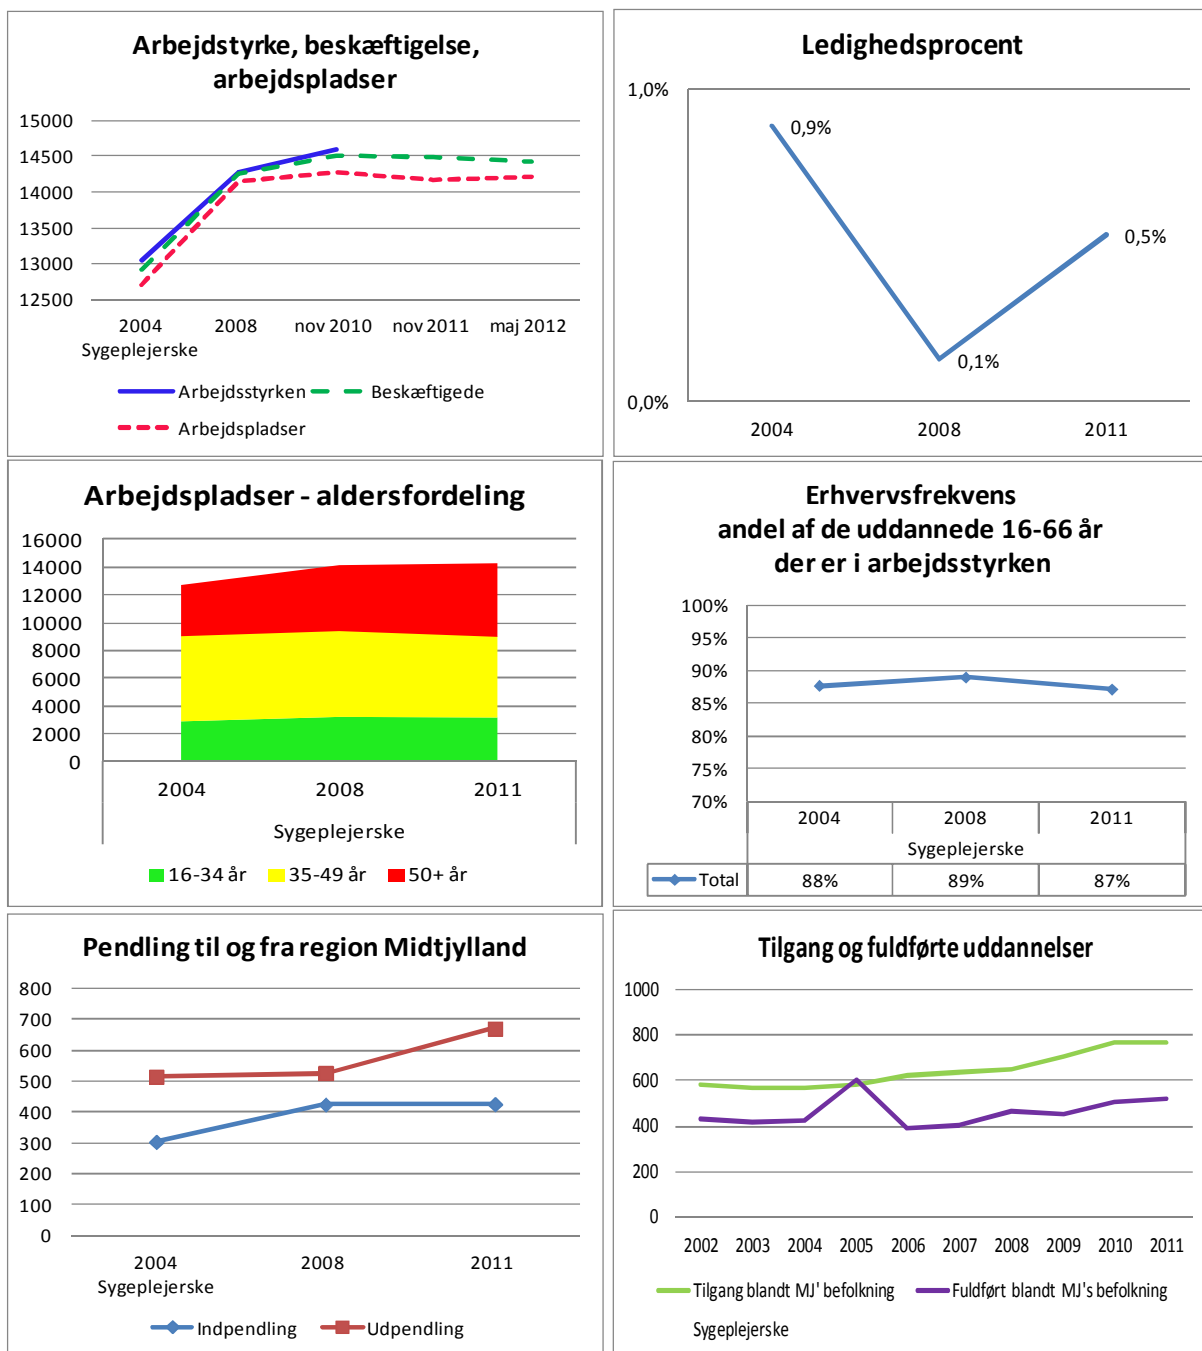 Arbejdstyrke, beskæftigelse,
arbejdspladser
15000
14500
14000
13500
13000
12500
2004 2008 nov 2010 nov 2011 maj 2012
Sygeplejerske
Arbejdsstyrken Beskæftigede
Arbejdspladser
Ledighedsprocent
1,0%
0,9%
0,5%
0,1%
0,0%
2004 2008 2011
Arbejdspladser - aldersfordeling
16000
14000
12000
10000
8000
6000
4000
2000
0
2004 2008 2011
Sygeplejerske
16-34 år 35-49 år 50+ år
Erhvervsfrekvens
andel af de uddannede 16-66 år
der er i arbejdsstyrken
100%
95%
90%
85%
80%
75%
70%
2004 2008 2011
Sygeplejerske
Total 88% 89% 87%
Pendling til og fra region Midtjylland
800
700
600
500
400
300
200
100
0
2004 2008 2011
Sygeplejerske
Indpendling Udpendling
Tilgang og fuldførte uddannelser
1000
800
600
400
200
0
2002 2003 2004 2005 2006 2007 2008 2009 2010 2011
Tilgang blandt MJ' befolkning Fuldført blandt MJ's befolkning
Sygeplejerske